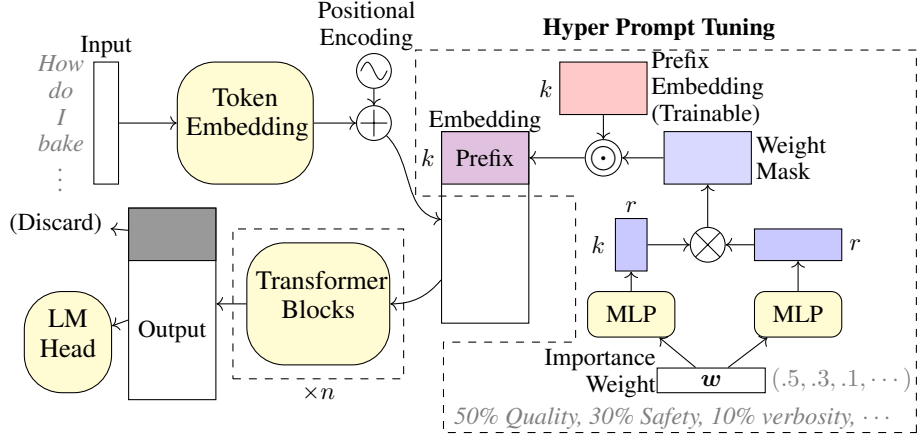 Hyper Prompt Tuning
Positional
Encoding
Input
How
do
I
bake
⋮
Token
Embedding
k
Prefix
Embedding
(Trainable)
Embedding
k
Prefix
Weight
Mask
(Discard)
r
k
r
Transformer
Blocks
×n
LM
Head
Output
MLP
MLP
Importance
Weight
w
(.5, .3, .1, ⋯)
50% Quality, 30% Safety, 10% verbosity, ⋯